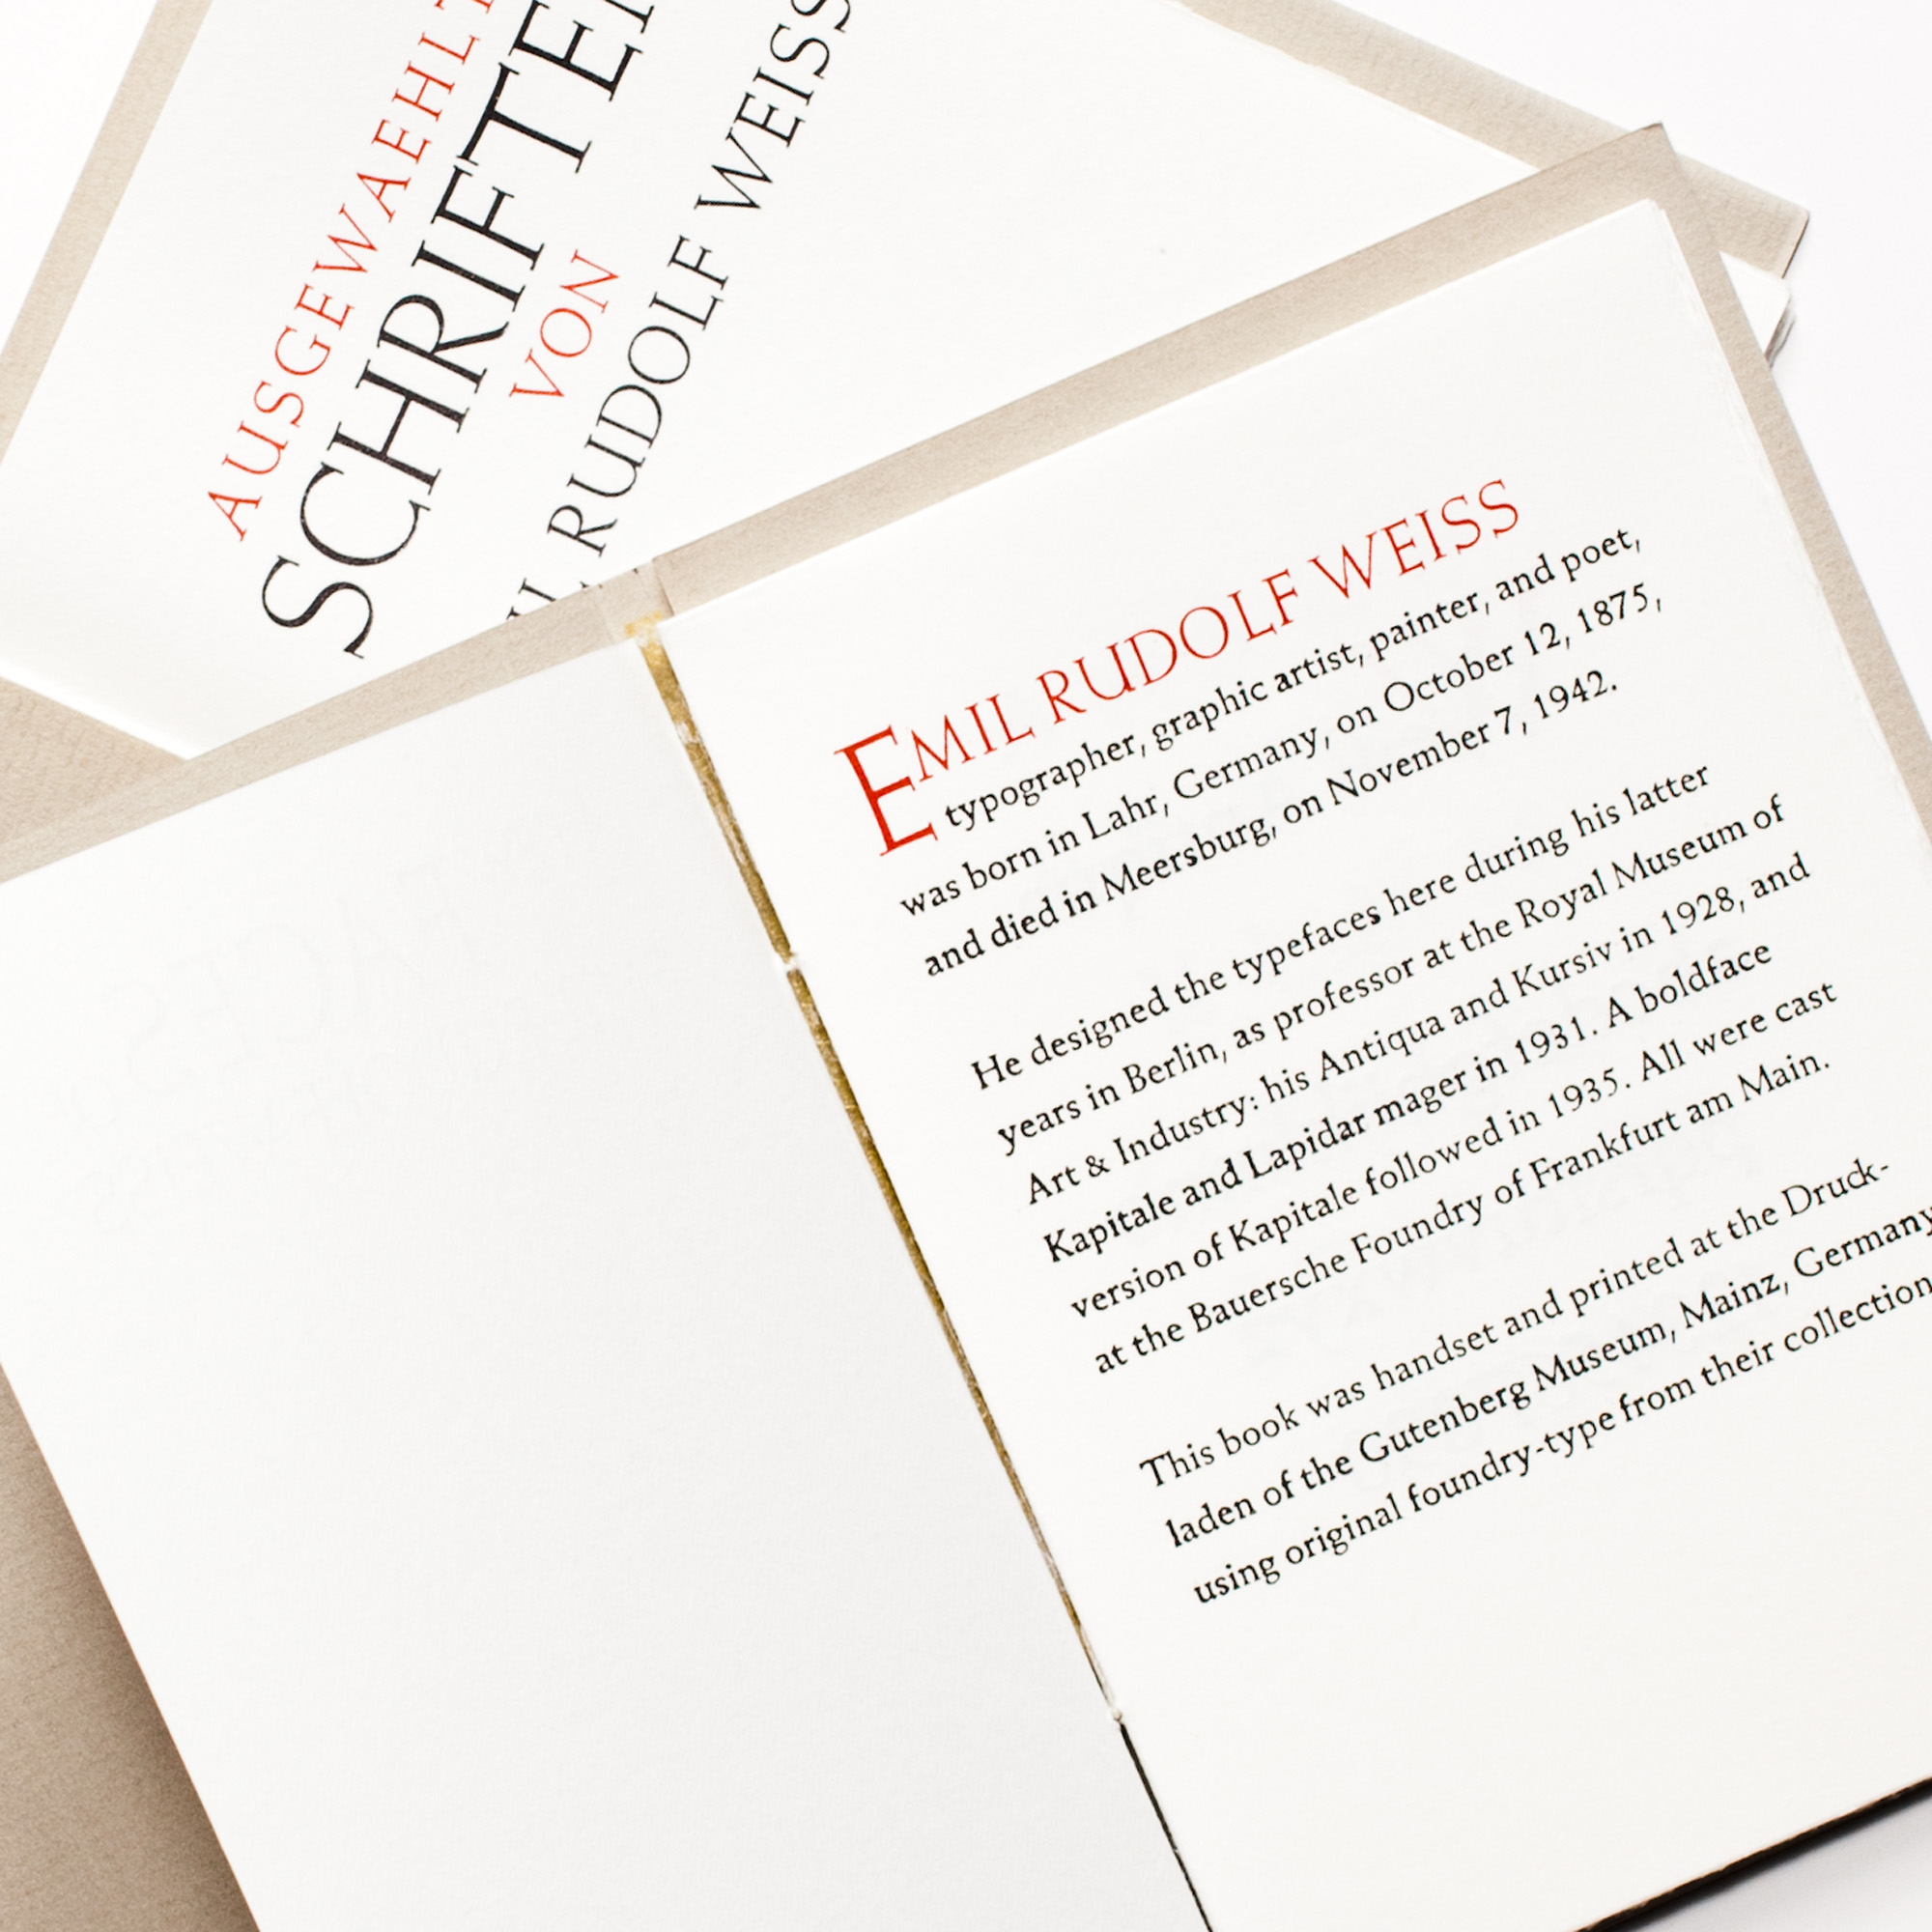 AUSGEWAEHLT
SCHRIFTEN
VON
RUDOLF WEISS
EMIL RUDOLF WEISS
typographer, graphic artist, painter, and poet,
was born in Lahr, Germany, on October 12, 1875,
and died in Meersburg, on November 7, 1942.
He designed the typefaces here during his latter
years in Berlin, as professor at the Royal Museum of
Art & Industry: his Antiqua and Kursiv in 1928, and
Kapitale and Lapidar mager in 1931. A boldface
version of Kapitale followed in 1935. All were cast
at the Bauersche Foundry of Frankfurt am Main.
This book was handset and printed at the Druck-
laden of the Gutenberg Museum, Mainz, Germany
using original foundry-type from their collection